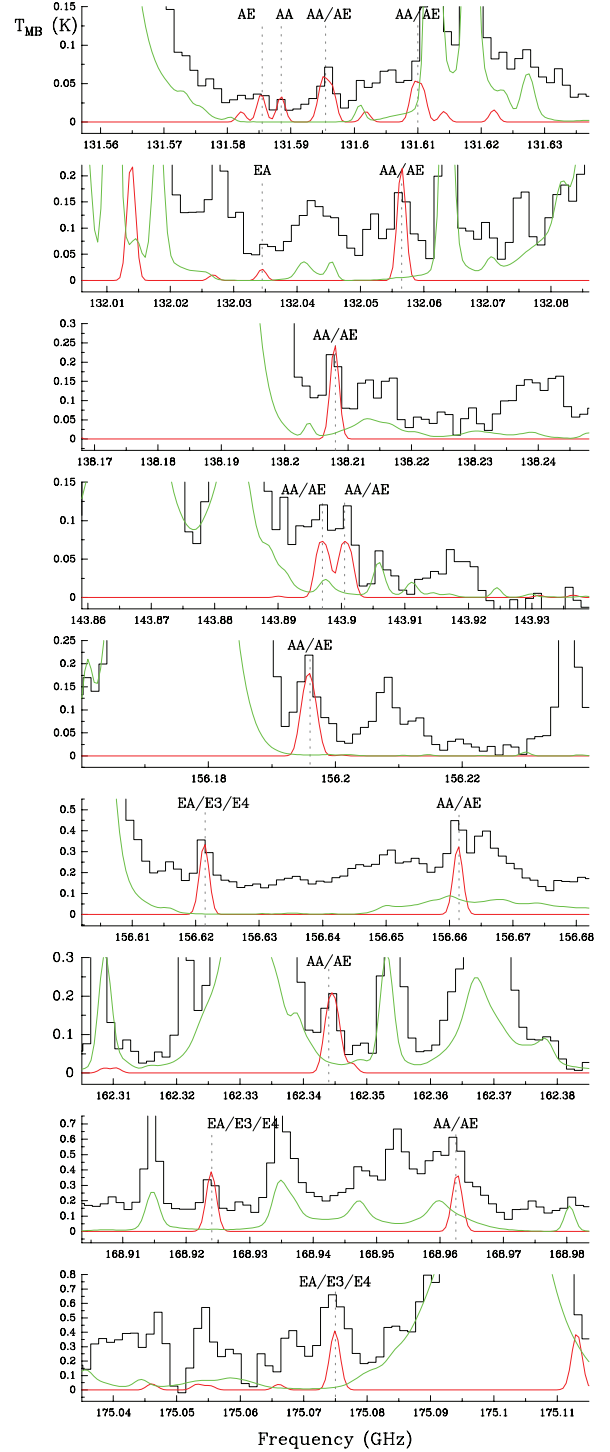 T_MB (K)
AE AA AA/AE AA/AE
0.15
0.1
0.05
0
131.56 131.57 131.58 131.59 131.6 131.61 131.62 131.63
EA AA/AE
0.2
0.15
0.1
0.05
0
132.01 132.02 132.03 132.04 132.05 132.06 132.07 132.08
AA/AE
0.3
0.25
0.2
0.15
0.1
0.05
0
138.17 138.18 138.19 138.2 138.21 138.22 138.23 138.24
AA/AE AA/AE
0.15
0.1
0.05
0
143.86 143.87 143.88 143.89 143.9 143.91 143.92 143.93
AA/AE
0.25
0.2
0.15
0.1
0.05
0
156.18 156.2 156.22
EA/E3/E4 AA/AE
0.5
0.4
0.3
0.2
0.1
0
156.61 156.62 156.63 156.64 156.65 156.66 156.67 156.68
AA/AE
0.3
0.2
0.1
0
162.31 162.32 162.33 162.34 162.35 162.36 162.37 162.38
EA/E3/E4 AA/AE
0.7
0.6
0.5
0.4
0.3
0.2
0.1
0
168.91 168.92 168.93 168.94 168.95 168.96 168.97 168.98
EA/E3/E4
0.8
0.7
0.6
0.5
0.4
0.3
0.2
0.1
0
175.04 175.05 175.06 175.07 175.08 175.09 175.1 175.11
Frequency (GHz)